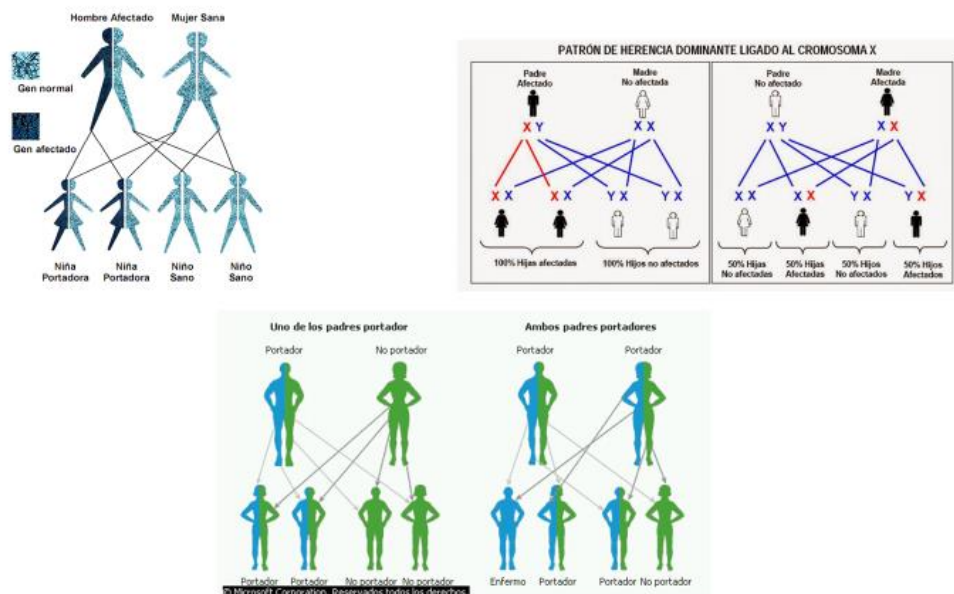 Hombre Afectado Mujer Sana
Gen normal
Gen afectado
Niña Portadora
Niña Portadora
Niño Sano
Niño Sano
PATRÓN DE HERENCIA DOMINANTE LIGADO AL CROMOSOMA X
Padre Afectado
Madre No afectada
X Y
X X
X X
X X
Y X
Y X
100% Hijas afectadas
100% Hijos no afectados
Padre No afectado
Madre Afectada
X Y
X X
X X
X X
Y X
Y X
50% Hijas No afectadas
50% Hijas Afectadas
50% Hijos No afectados
50% Hijos Afectados
Uno de los padres portador
Portador
No portador
Portador
Portador
No portador
No portador
Ambos padres portadores
Portador
Portador
Enfermo
Portador
Portador
No portador
© Microsoft Corporation. Reservados todos los derechos.